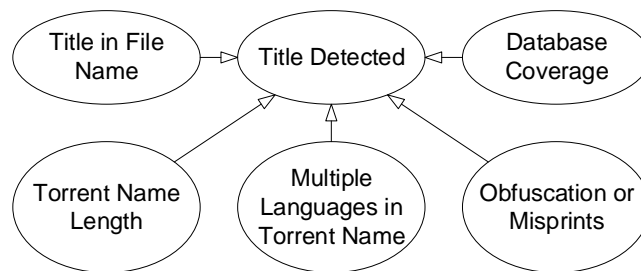 Title in File
Name
Title Detected
Database
Coverage
Torrent Name
Length
Multiple
Languages in
Torrent Name
Obfuscation or
Misprints